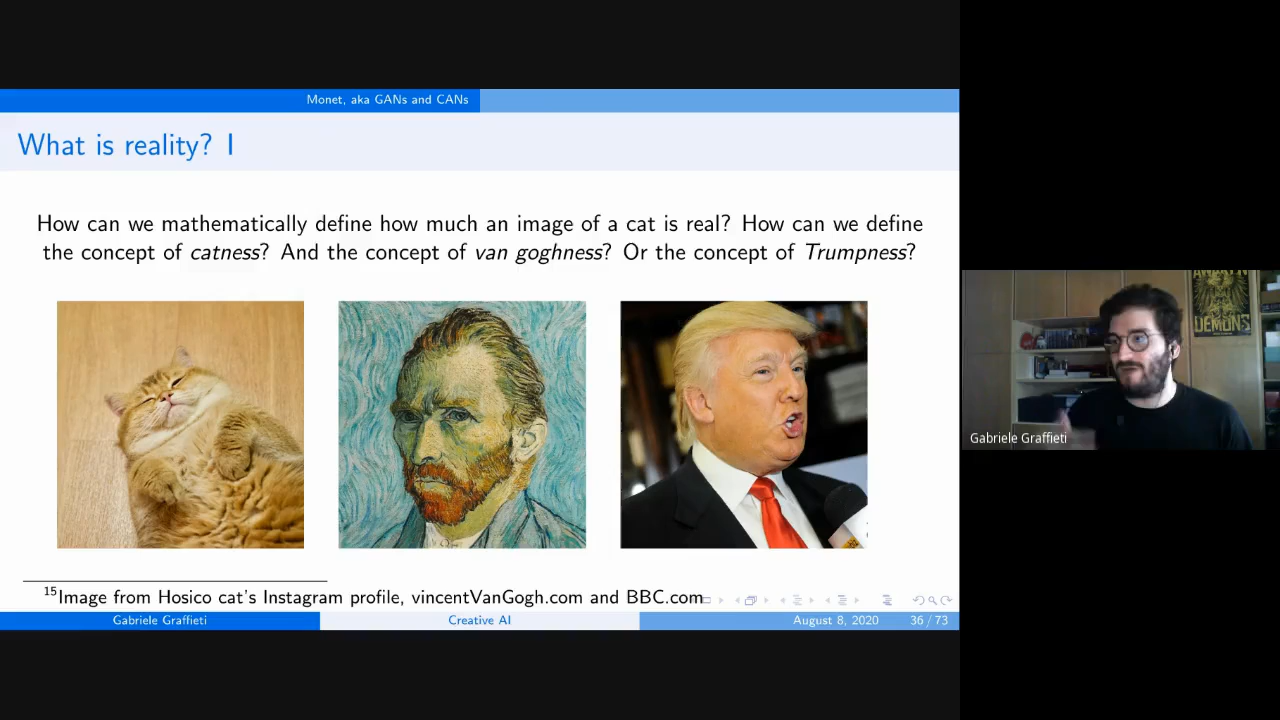 Monet, aka GANs and CANs
What is reality? I
How can we mathematically define how much an image of a cat is real? How can we define
the concept of catness? And the concept of van goghness? Or the concept of Trumpness?
15Image from Hosico cat's Instagram profile, vincentVanGogh.com and BBC.com
Gabriele Graffieti
Creative AI
August 8, 2020
36 / 73
AWAKEN
DEMONS
Gabriele Graffieti